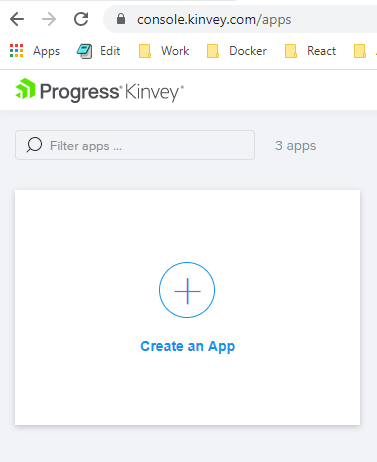 console.kinvey.com/apps
Apps Edit Work Docker React
Progress® Kinvey®
Filter apps ... 3 apps
Create an App